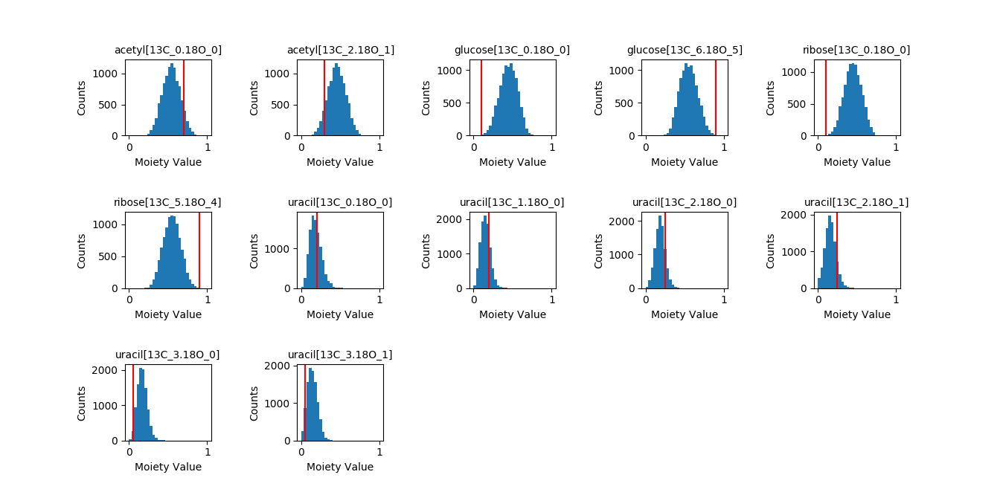 acetyl[13C_0.18O_0]
acetyl[13C_2.18O_1]
glucose[13C_0.18O_0]
glucose[13C_6.18O_5]
ribose[13C_0.18O_0]
1000
500
0
Counts
0 1
Moiety Value
1000
500
0
Counts
0 1
Moiety Value
1000
500
0
Counts
0 1
Moiety Value
1000
500
0
Counts
0 1
Moiety Value
1000
500
0
Counts
0 1
Moiety Value
ribose[13C_5.18O_4]
uracil[13C_0.18O_0]
uracil[13C_1.18O_0]
uracil[13C_2.18O_0]
uracil[13C_2.18O_1]
1000
500
0
Counts
0 1
Moiety Value
1000
0
Counts
0 1
Moiety Value
2000
1000
0
Counts
0 1
Moiety Value
2000
1000
0
Counts
0 1
Moiety Value
2000
1000
0
Counts
0 1
Moiety Value
uracil[13C_3.18O_0]
uracil[13C_3.18O_1]
2000
1000
0
Counts
0 1
Moiety Value
2000
1000
0
Counts
0 1
Moiety Value